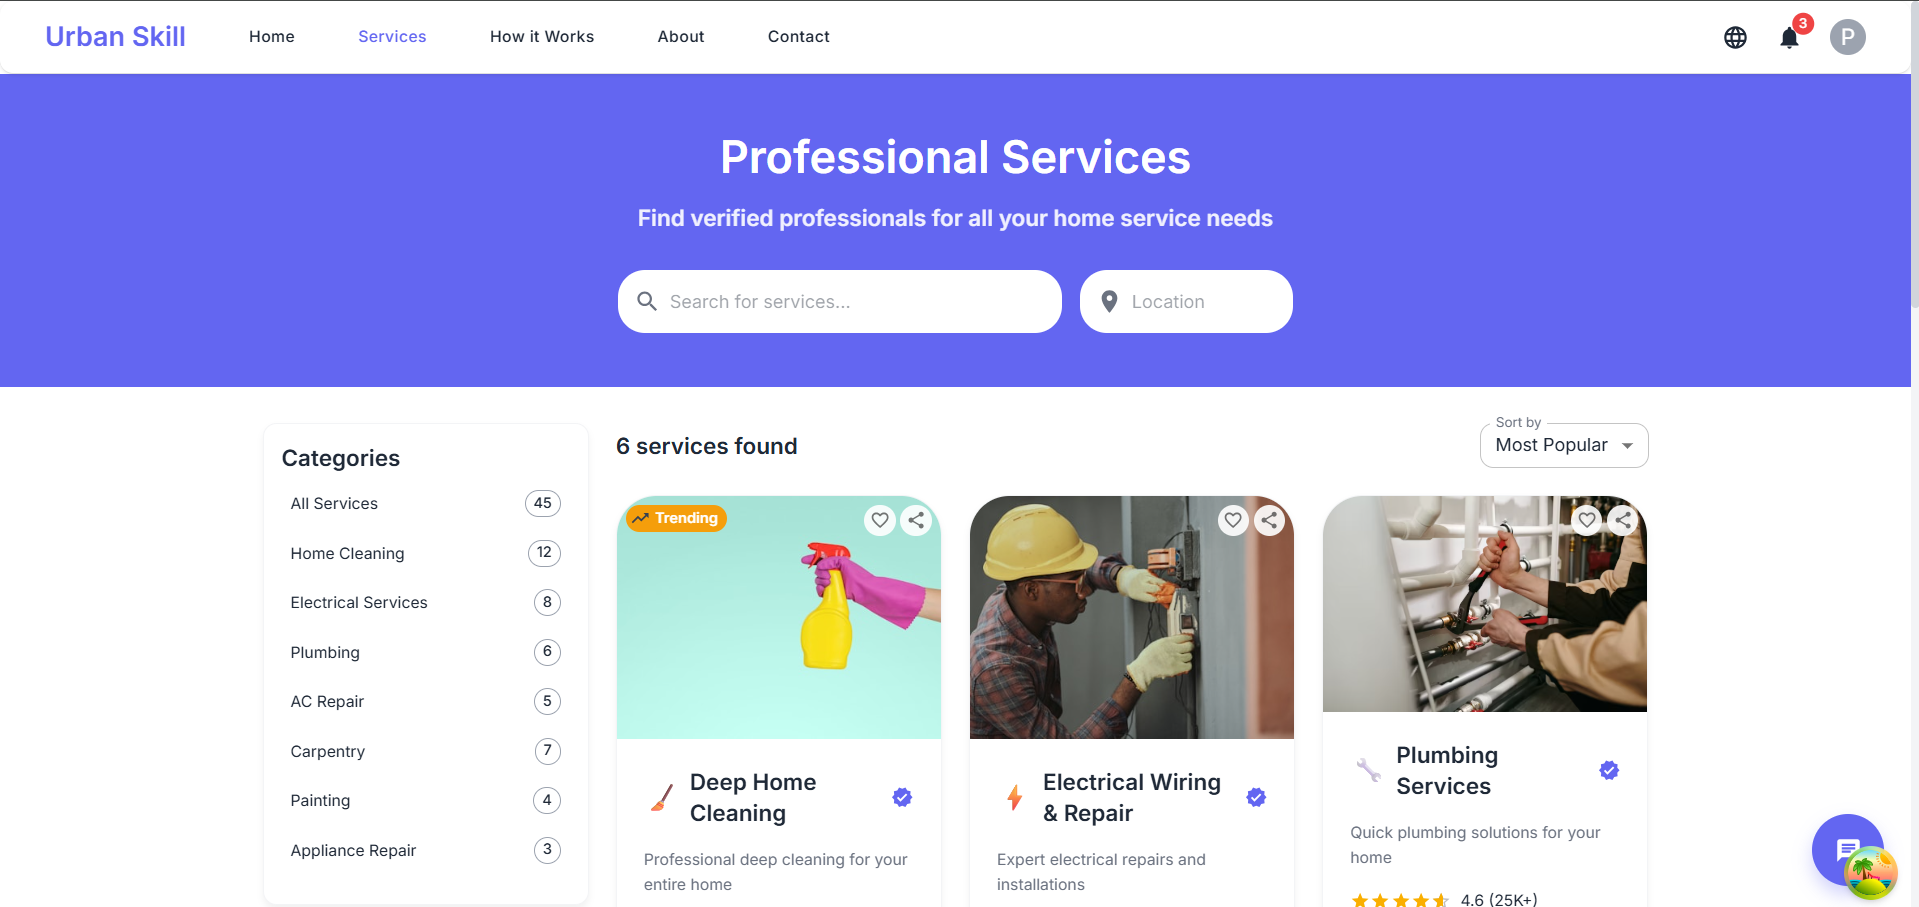 Urban Skill
Home
Services
How it Works
About
Contact
3
P
Professional Services
Find verified professionals for all your home service needs
Search for services...
Location
Categories
All Services 45
Home Cleaning 12
Electrical Services 8
Plumbing 6
AC Repair 5
Carpentry 7
Painting 4
Appliance Repair 3
6 services found
Sort by
Most Popular
Trending
Deep Home
Cleaning
Professional deep cleaning for your
entire home
Electrical Wiring
& Repair
Expert electrical repairs and
installations
Plumbing
Services
Quick plumbing solutions for your
home
4.6 (25K+)